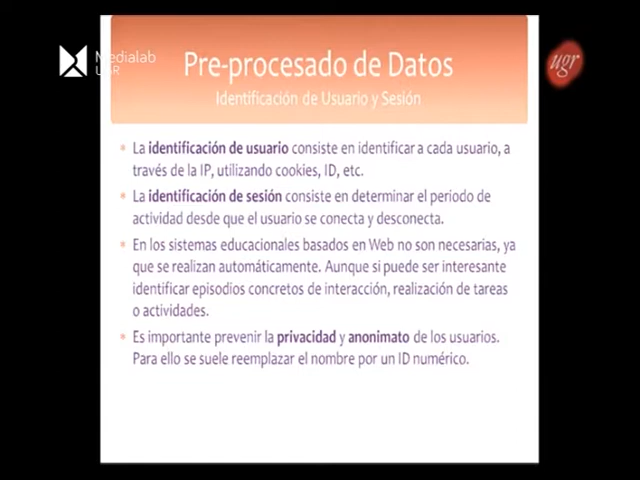 Medialab
UGR
ugr
Pre-procesado de Datos
Identificación de Usuario y Sesión
La identificación de usuario consiste en identificar a cada usuario, a
través de la IP, utilizando cookies, ID, etc.
La identificación de sesión consiste en determinar el periodo de
actividad desde que el usuario se conecta y desconecta.
En los sistemas educacionales basados en Web no son necesarias, ya
que se realizan automáticamente. Aunque si puede ser interesante
identificar episodios concretos de interacción, realización de tareas
o actividades.
Es importante prevenir la privacidad y anonimato de los usuarios.
Para ello se suele reemplazar el nombre por un ID numérico.